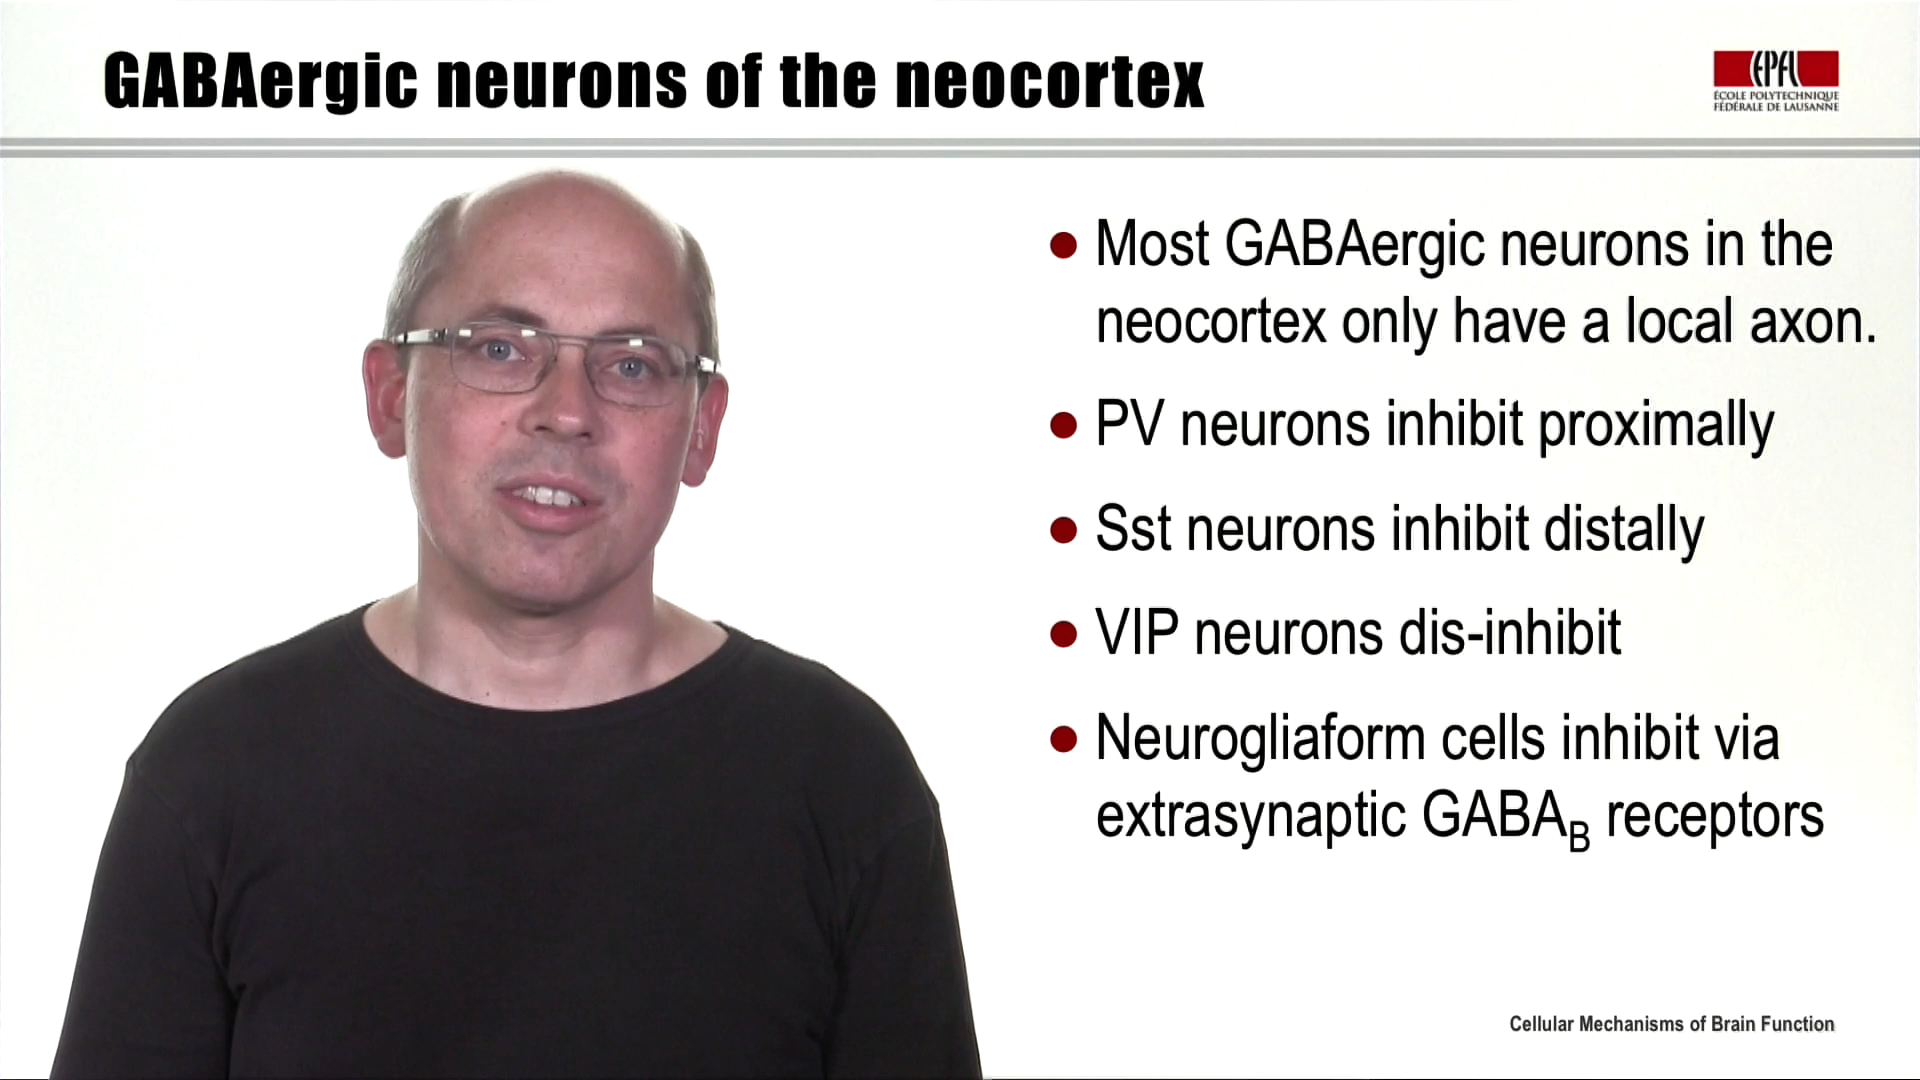 GABAergic neurons of the neocortex
EPFL
ÉCOLE POLYTECHNIQUE
FÉDÉRALE DE LAUSANNE
• Most GABAergic neurons in the
neocortex only have a local axon.
• PV neurons inhibit proximally
• Sst neurons inhibit distally
• VIP neurons dis-inhibit
• Neurogliaform cells inhibit via
extrasynaptic GABA_B receptors
Cellular Mechanisms of Brain Function